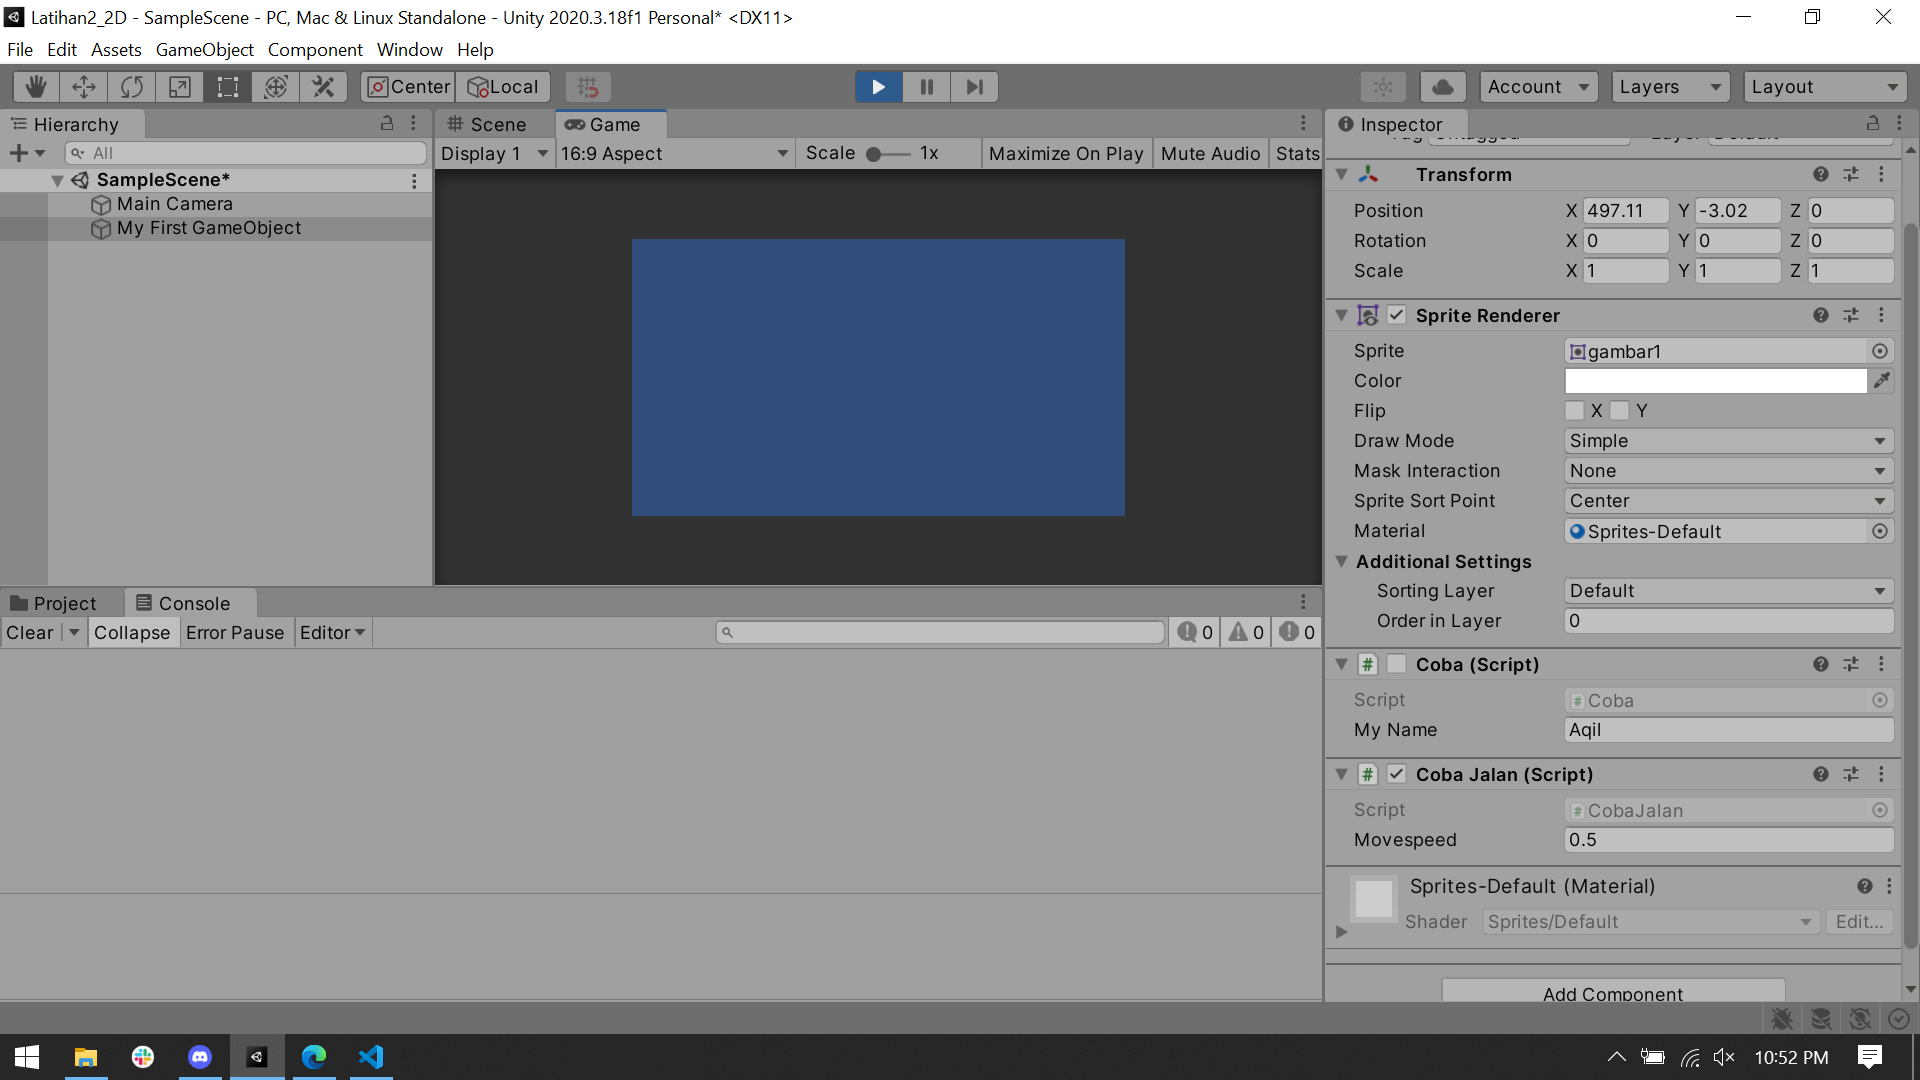 Latihan2_2D - SampleScene - PC, Mac & Linux Standalone - Unity 2020.3.18f1 Personal* <DX11>
File Edit Assets GameObject Component Window Help
Center Local Account Layers Layout
Hierarchy
All
SampleScene*
Main Camera
My First GameObject
Scene Game
Display 1 16:9 Aspect Scale 1x Maximize On Play Mute Audio Stats
Project Console
Clear Collapse Error Pause Editor 0 0 0
Inspector
Tag Untagged Layer Default
Transform
Position X 497.11 Y -3.02 Z 0
Rotation X 0 Y 0 Z 0
Scale X 1 Y 1 Z 1
Sprite Renderer
Sprite gambar1
Color
Flip X Y
Draw Mode Simple
Mask Interaction None
Sprite Sort Point Center
Material Sprites-Default
Additional Settings
Sorting Layer Default
Order in Layer 0
# Coba (Script)
Script # Coba
My Name Aqil
# Coba Jalan (Script)
Script # CobaJalan
Movespeed 0.5
Sprites-Default (Material)
Shader Sprites/Default Edit...
Add Component
10:52 PM